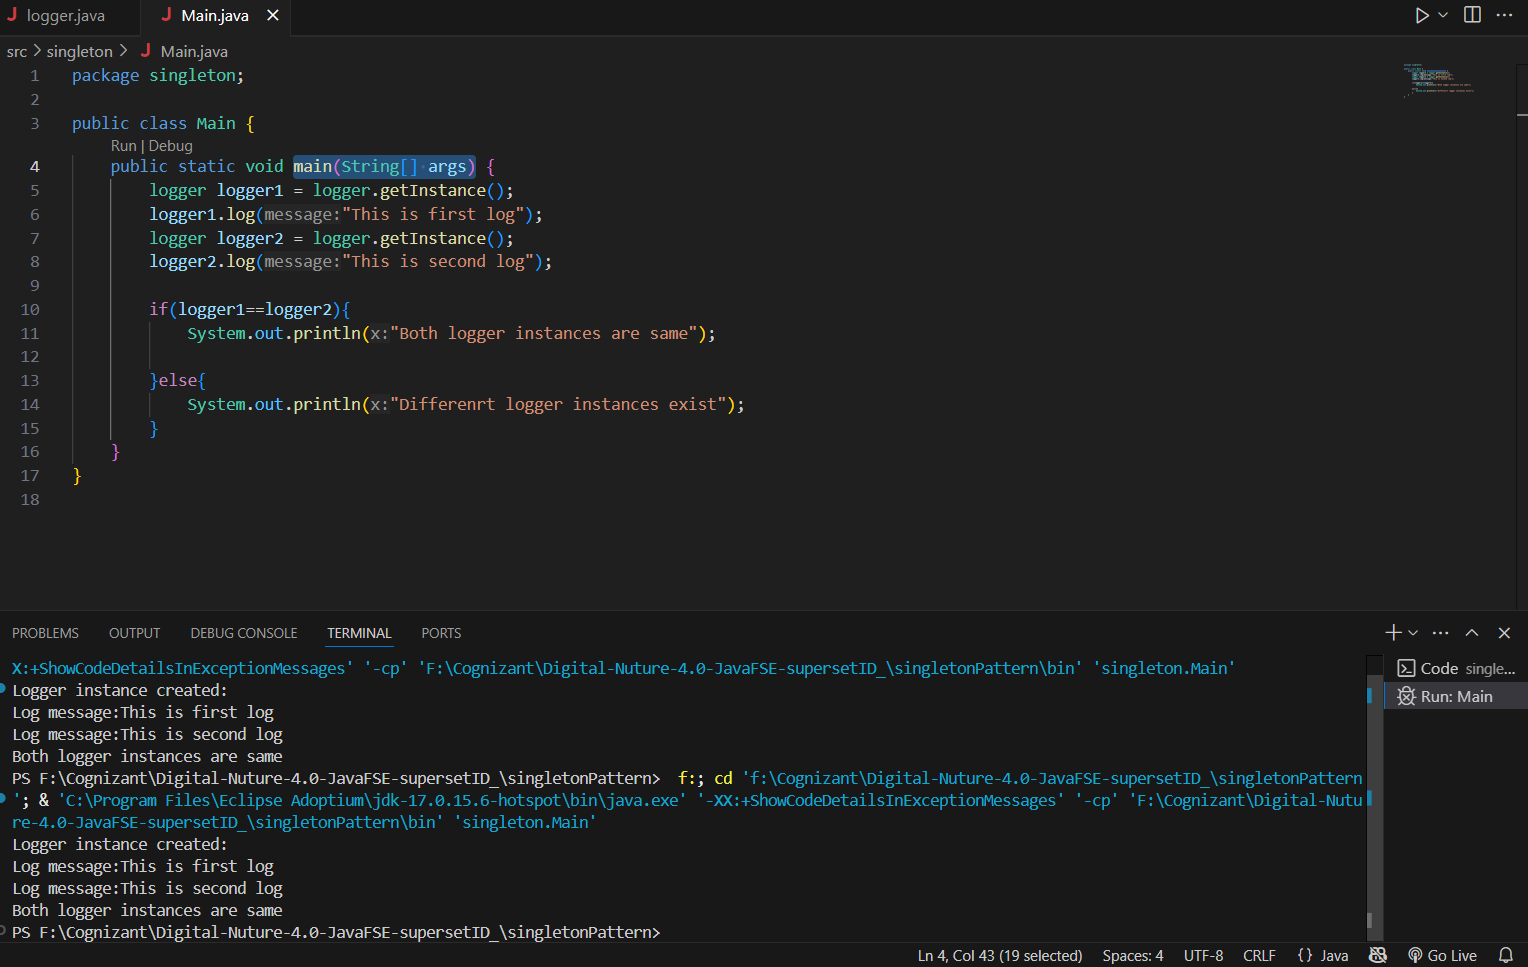 logger.java
Main.java
src > singleton > Main.java
1 package singleton;
2
3 public class Main {
Run | Debug
4 public static void main(String[] args) {
5 logger logger1 = logger.getInstance();
6 logger1.log(message:"This is first log");
7 logger logger2 = logger.getInstance();
8 logger2.log(message:"This is second log");
9
10 if(logger1==logger2){
11 System.out.println(x:"Both logger instances are same");
12
13 }else{
14 System.out.println(x:"Differenrt logger instances exist");
15 }
16 }
17 }
18
PROBLEMS OUTPUT DEBUG CONSOLE TERMINAL PORTS
X:+ShowCodeDetailsInExceptionMessages' '-cp' 'F:\Cognizant\Digital-Nuture-4.0-JavaFSE-supersetID_\singletonPattern\bin' 'singleton.Main'
Logger instance created:
Log message:This is first log
Log message:This is second log
Both logger instances are same
PS F:\Cognizant\Digital-Nuture-4.0-JavaFSE-supersetID_\singletonPattern> f:; cd 'f:\Cognizant\Digital-Nuture-4.0-JavaFSE-supersetID_\singletonPattern
'; & 'C:\Program Files\Eclipse Adoptium\jdk-17.0.15.6-hotspot\bin\java.exe' '-XX:+ShowCodeDetailsInExceptionMessages' '-cp' 'F:\Cognizant\Digital-Nutu
re-4.0-JavaFSE-supersetID_\singletonPattern\bin' 'singleton.Main'
Logger instance created:
Log message:This is first log
Log message:This is second log
Both logger instances are same
PS F:\Cognizant\Digital-Nuture-4.0-JavaFSE-supersetID_\singletonPattern>
Code single...
Run: Main
Ln 4, Col 43 (19 selected) Spaces: 4 UTF-8 CRLF {} Java Go Live